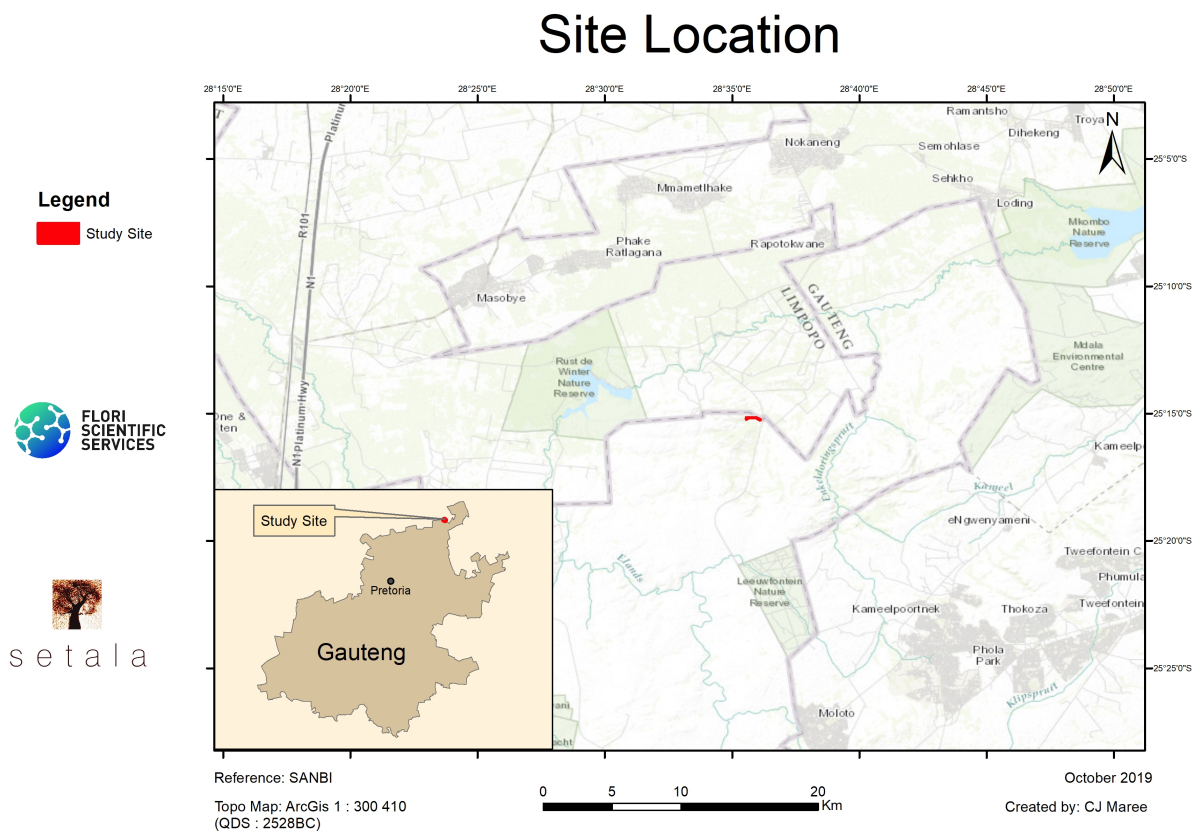 Site Location
28°15'0"E
28°20'0"E
28°25'0"E
28°30'0"E
28°35'0"E
28°40'0"E
28°45'0"E
28°50'0"E
Legend
Study Site
FLORI
SCIENTIFIC
SERVICES
setala
Platinu
R101
N1
N1 Platinum Hwy
ten
Ramantsho
Troya
N
Dihekeng
Nokaneng
Semohlase
Sehkho
Mmametlhake
Loding
Mkombo
Nature
Reserve
Phake
Ratlagana
Rapotokwane
Masobye
GAUTENG
LIMPOPO
Rust de
Winter
Nature
Reserve
Mdala
Environmental
Centre
Enkeldoringspruit
Kameelp
Kameel
eNgwenyameni
Elands
Tweefontein C
Phumula
Leeuwfontein
Nature
Reserve
Tweefontein
Kameelpoortnek
Thokoza
Phola
Park
Klipspruit
Moloto
25°5'0"S
25°10'0"S
25°15'0"S
25°20'0"S
25°25'0"S
Study Site
Pretoria
Gauteng
Reference: SANBI
October 2019
Topo Map: ArcGis 1 : 300 410
(QDS : 2528BC)
0 5 10 20
Km
Created by: CJ Maree